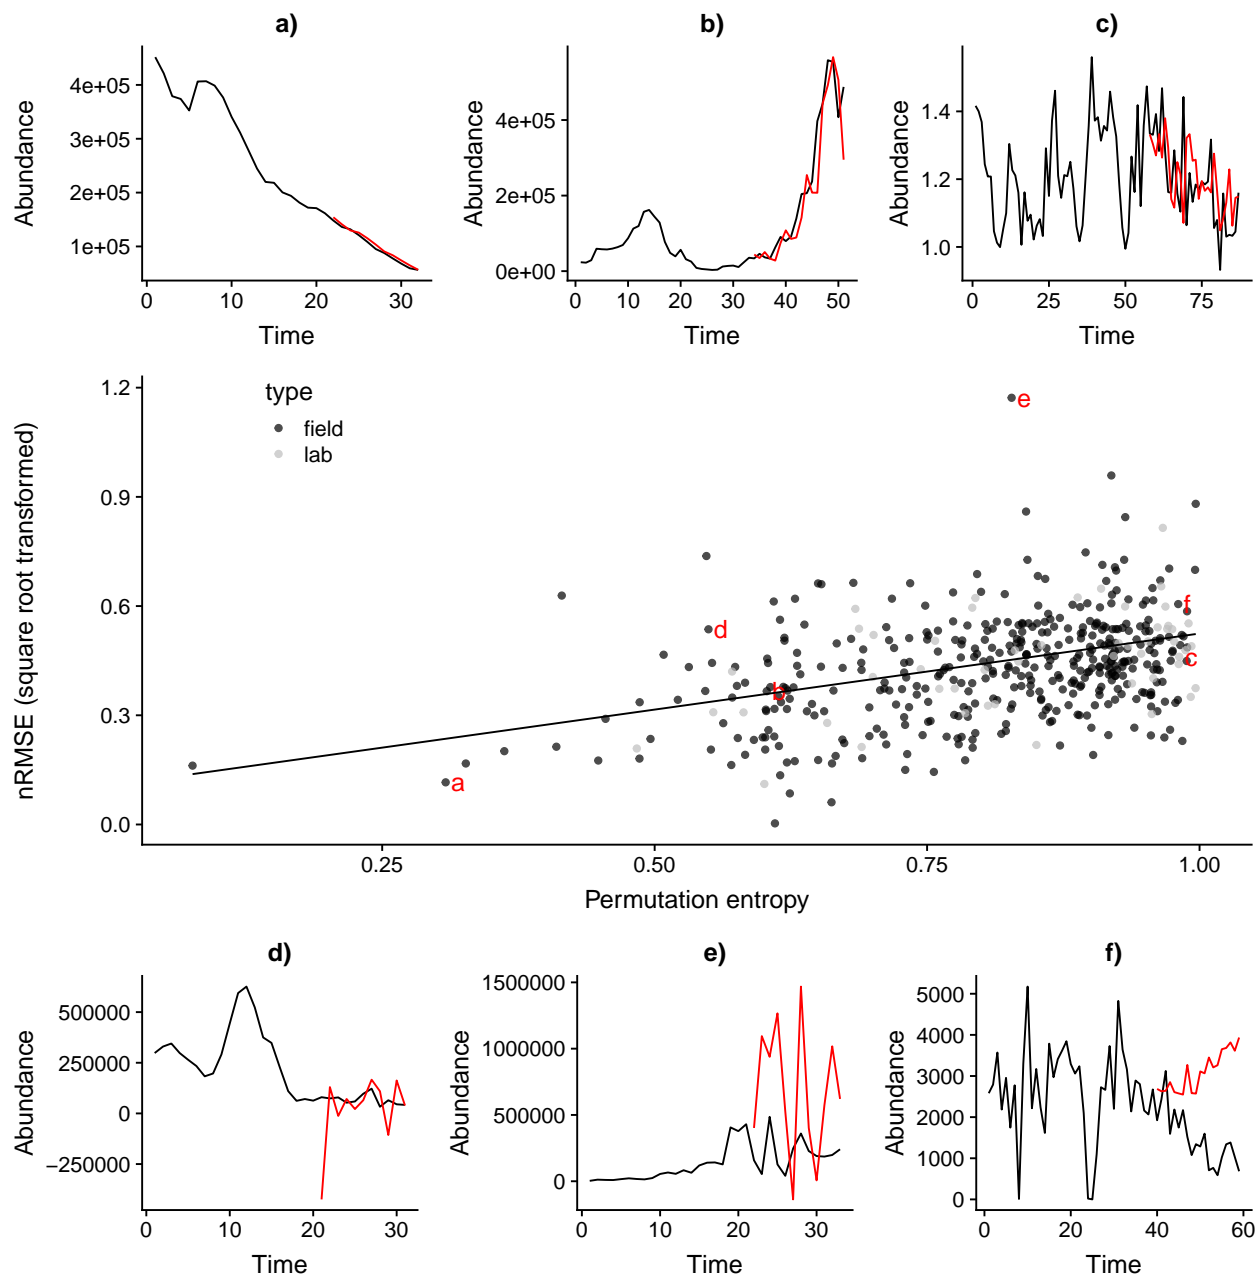 a)
b)
c)
Abundance
4e+05
3e+05
2e+05
1e+05
0 10 20 30
Time
Abundance
4e+05
2e+05
0e+00
0 10 20 30 40 50
Time
Abundance
1.4
1.2
1.0
0 25 50 75
Time
nRMSE (square root transformed)
1.2
0.9
0.6
0.3
0.0
type
field
lab
e
d
f
c
b
a
0.25 0.50 0.75 1.00
Permutation entropy
d)
e)
f)
Abundance
500000
250000
0
−250000
0 10 20 30
Time
Abundance
1500000
1000000
500000
0
0 10 20 30
Time
Abundance
5000
4000
3000
2000
1000
0
0 20 40 60
Time